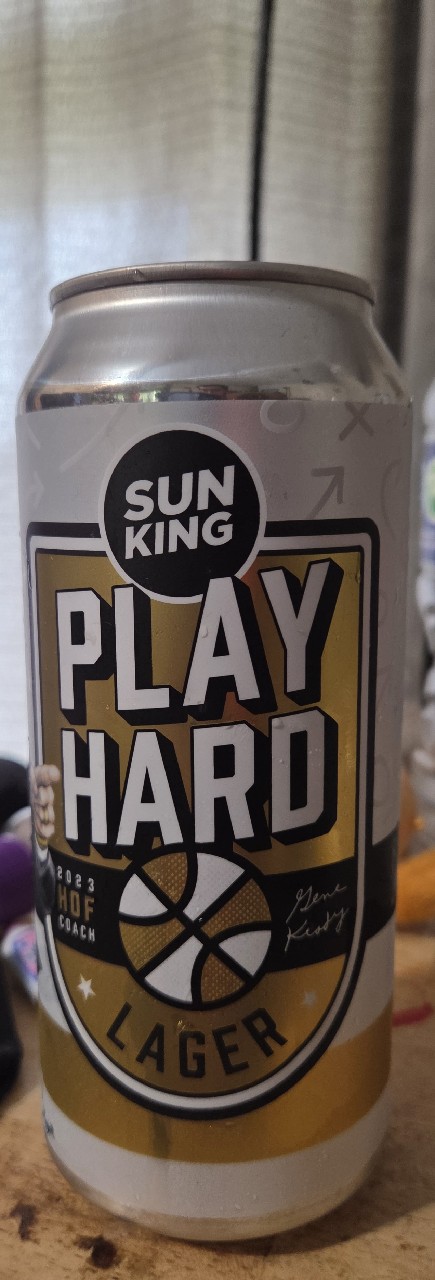 SUN
KING
PLAY
HARD
2023
HOF
COACH
Gene
Keady
LAGER